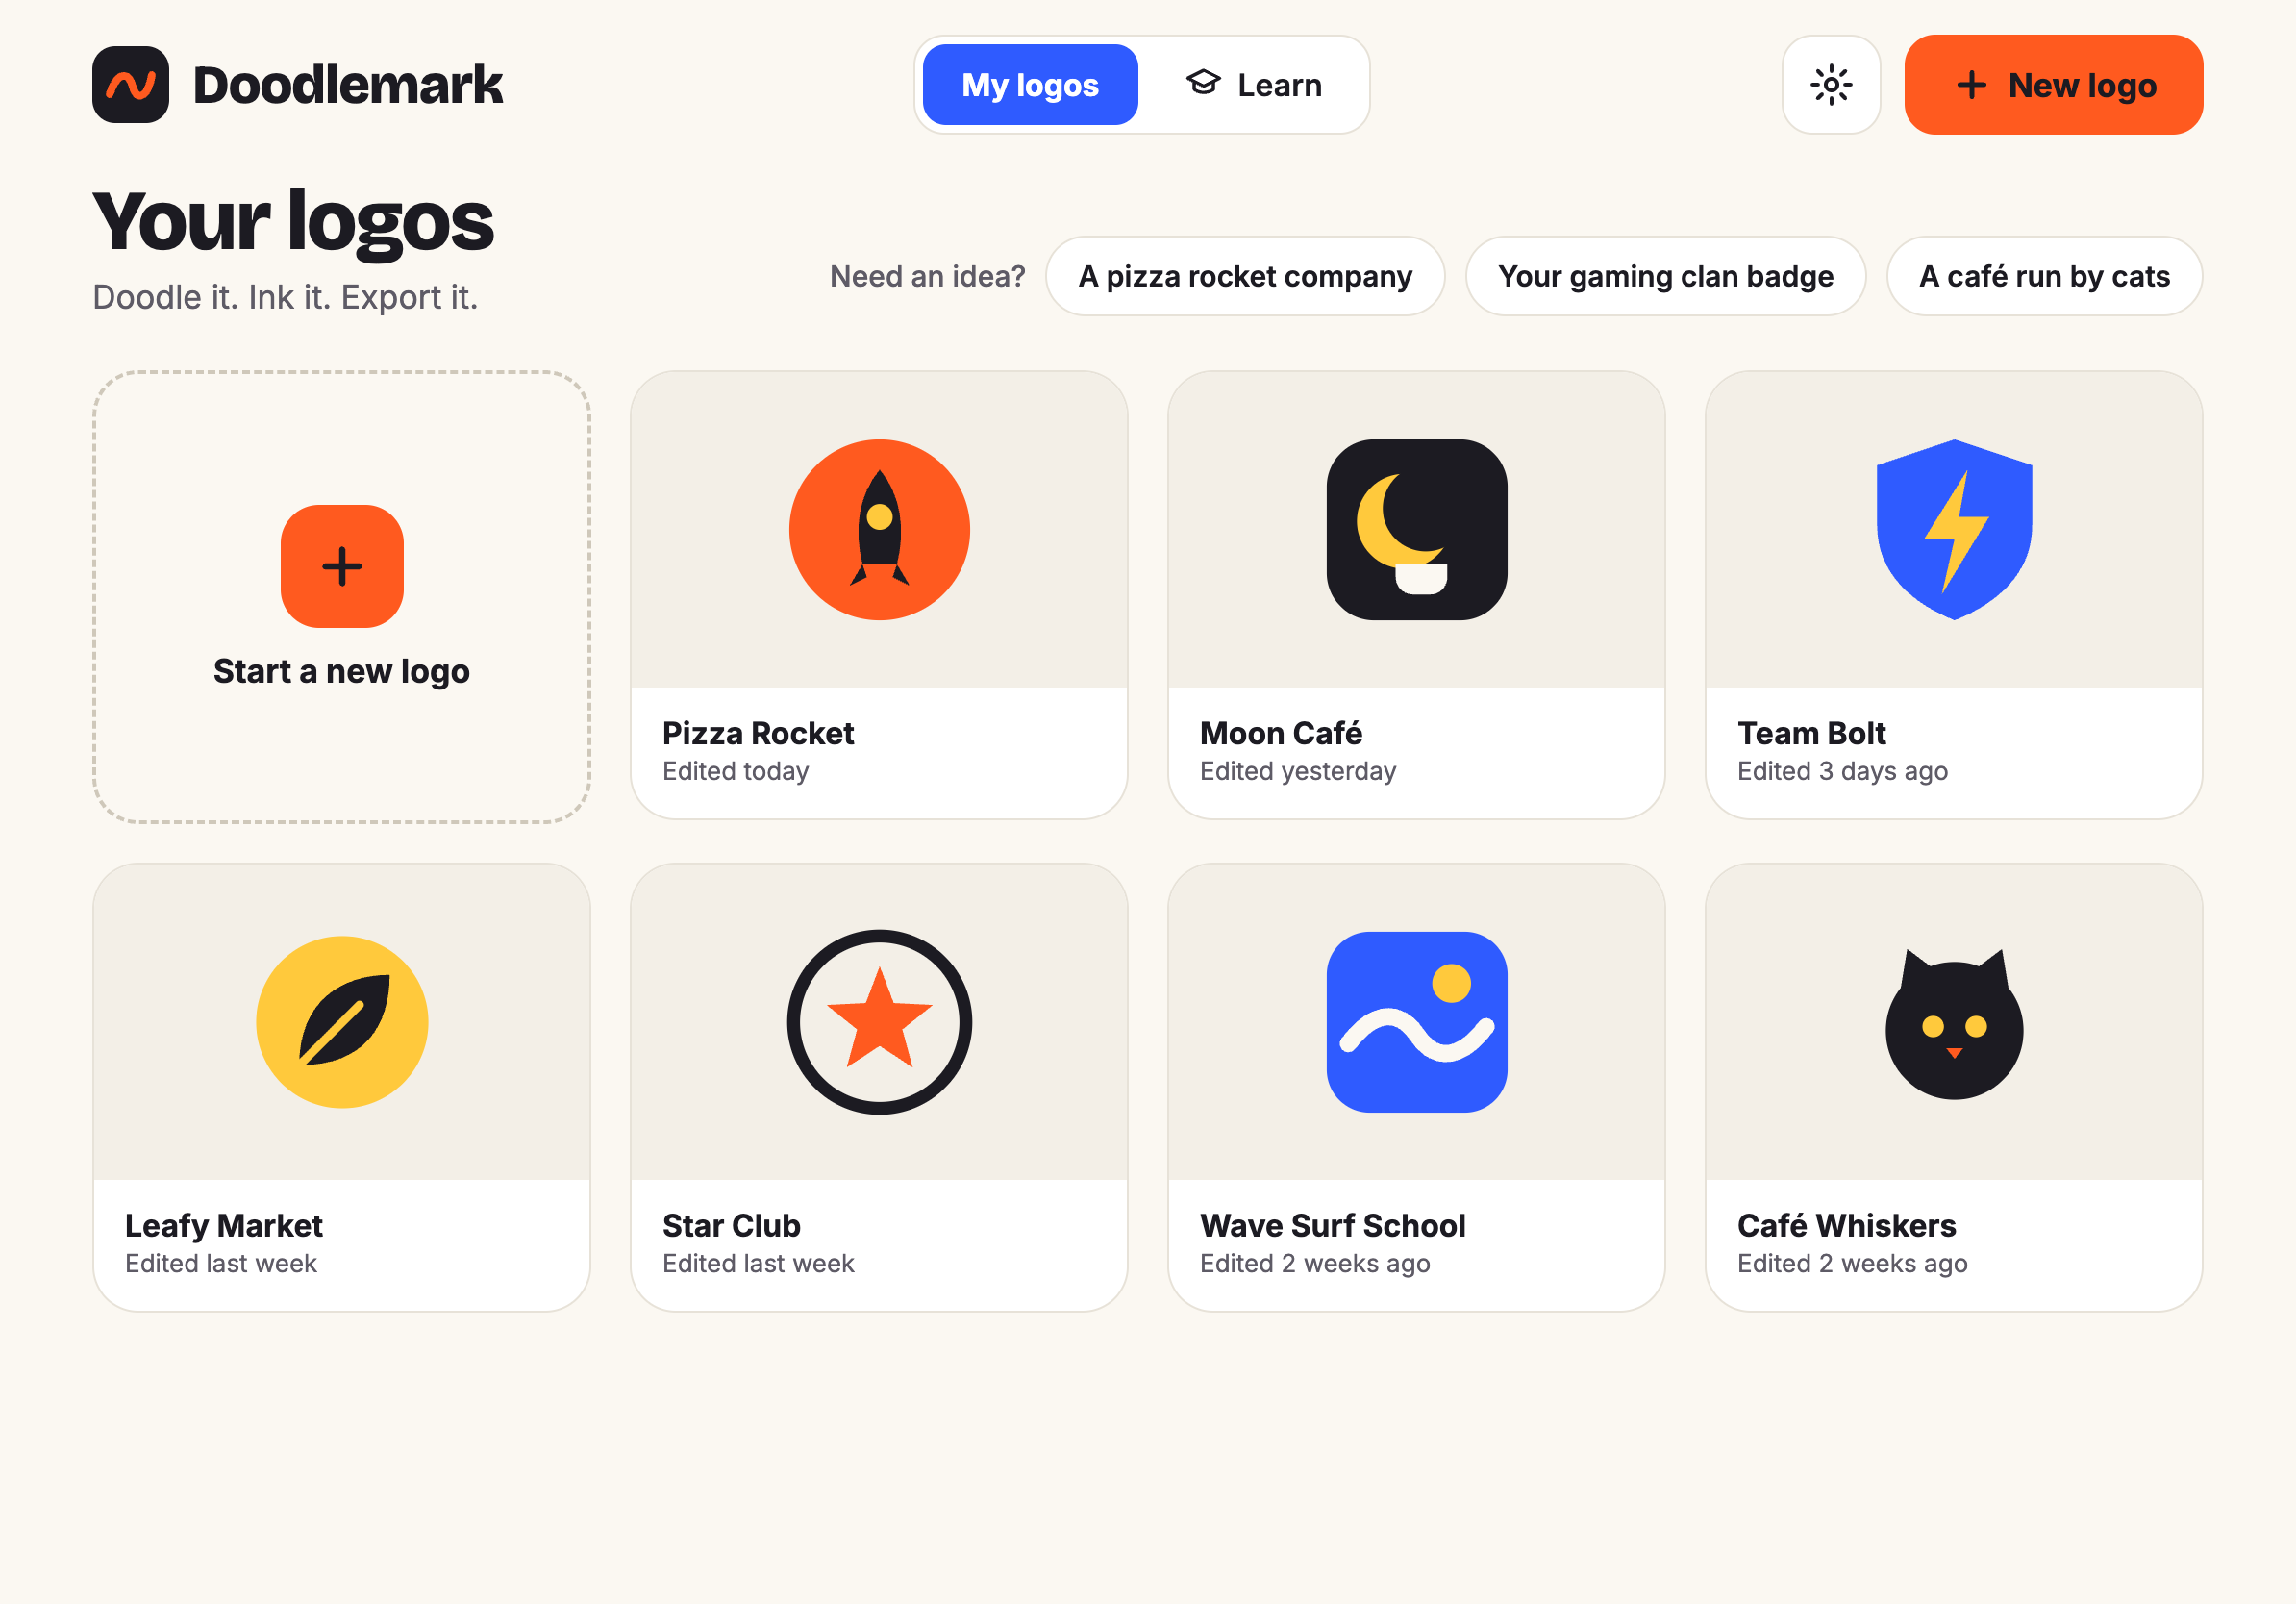 Doodlemark
My logos
Learn
New logo
Your logos
Doodle it. Ink it. Export it.
Need an idea?
A pizza rocket company
Your gaming clan badge
A café run by cats
Start a new logo
Pizza Rocket
Edited today
Moon Café
Edited yesterday
Team Bolt
Edited 3 days ago
Leafy Market
Edited last week
Star Club
Edited last week
Wave Surf School
Edited 2 weeks ago
Café Whiskers
Edited 2 weeks ago